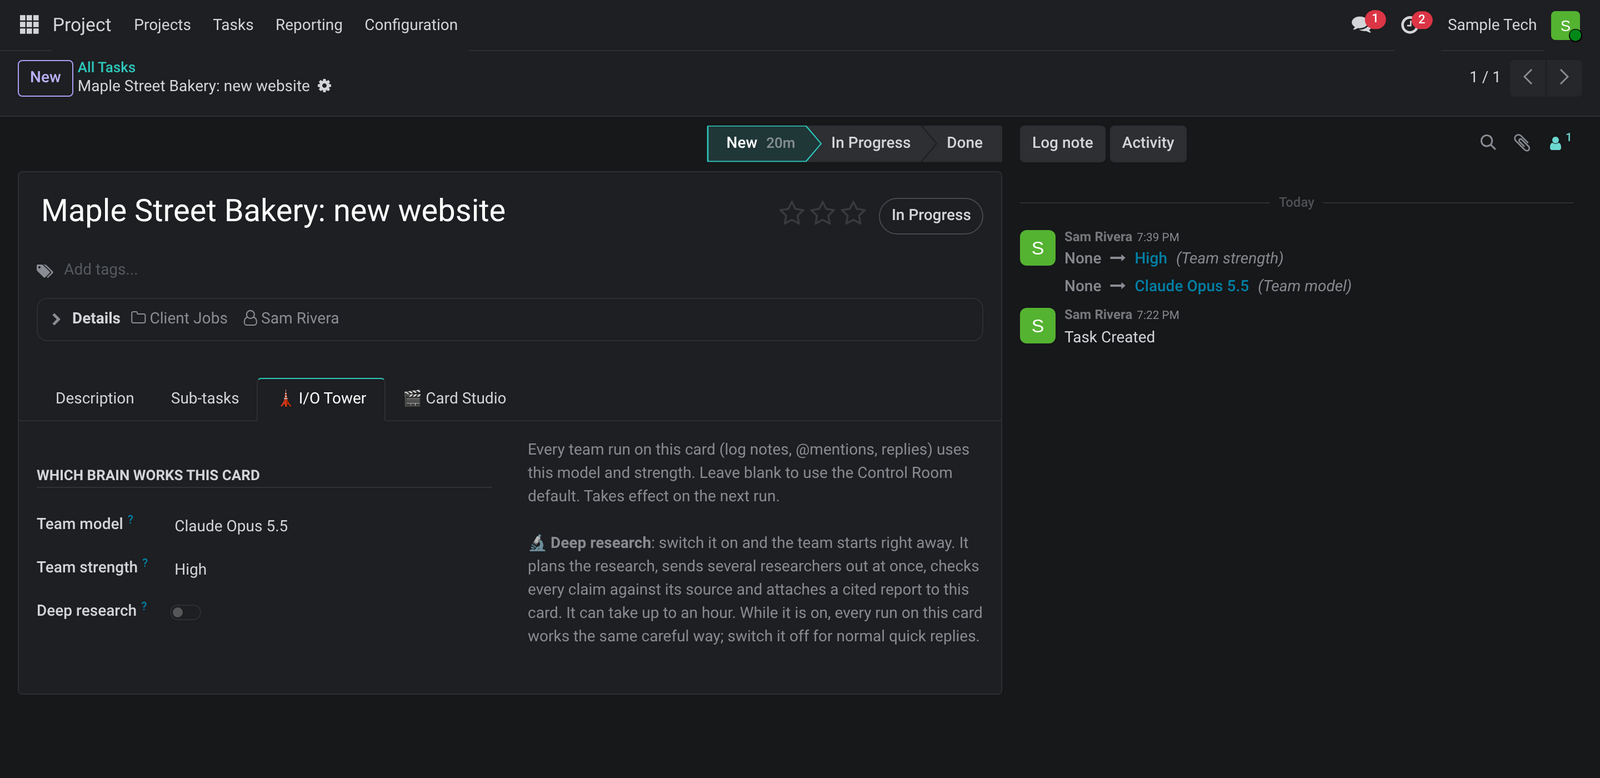 Project Projects Tasks Reporting Configuration 1 2 Sample Tech S
New All Tasks
Maple Street Bakery: new website
1 / 1
New 20m In Progress Done Log note Activity 1
Maple Street Bakery: new website In Progress
Add tags...
Details Client Jobs Sam Rivera
Description Sub-tasks I/O Tower Card Studio
WHICH BRAIN WORKS THIS CARD
Team model ? Claude Opus 5.5
Team strength ? High
Deep research ?
Every team run on this card (log notes, @mentions, replies) uses
this model and strength. Leave blank to use the Control Room
default. Takes effect on the next run.
Deep research: switch it on and the team starts right away. It
plans the research, sends several researchers out at once, checks
every claim against its source and attaches a cited report to this
card. It can take up to an hour. While it is on, every run on this card
works the same careful way; switch it off for normal quick replies.
Today
S Sam Rivera 7:39 PM
None → High (Team strength)
None → Claude Opus 5.5 (Team model)
S Sam Rivera 7:22 PM
Task Created